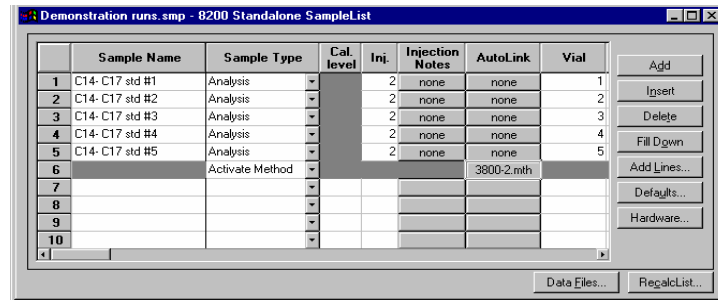 Demonstration runs.smp - 8200 Standalone SampleList
Sample Name Sample Type Cal. level Inj. Injection Notes AutoLink Vial
1 C14- C17 std #1 Analysis 2 none none 1
2 C14- C17 std #2 Analysis 2 none none 2
3 C14- C17 std #3 Analysis 2 none none 3
4 C14- C17 std #4 Analysis 2 none none 4
5 C14- C17 std #5 Analysis 2 none none 5
6 Activate Method 3800-2.mth
7
8
9
10
Add
Insert
Delete
Fill Down
Add Lines...
Defaults...
Hardware...
Data Files...
RecalcList...